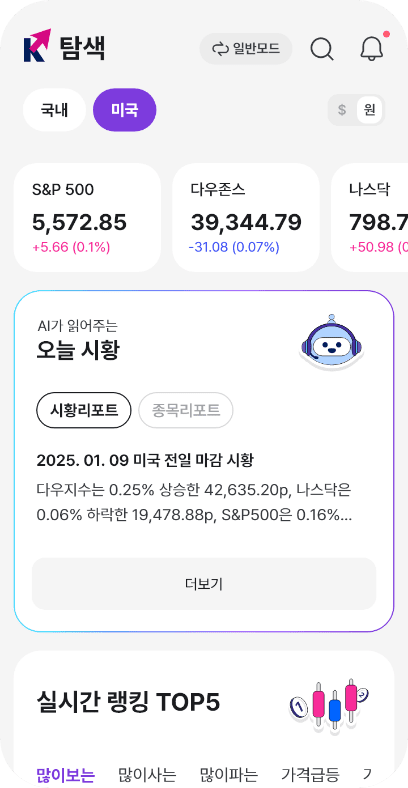 K 탐색
일반모드
국내
미국
$
원
S&P 500
5,572.85
+5.66 (0.1%)
다우존스
39,344.79
-31.08 (0.07%)
나스닥
798.7
+50.98 (0
AI가 읽어주는
오늘 시황
시황리포트
종목리포트
2025. 01. 09 미국 전일 마감 시황
다우지수는 0.25% 상승한 42,635.20p, 나스닥은
0.06% 하락한 19,478.88p, S&P500은 0.16%...
더보기
실시간 랭킹 TOP5
1
많이보는
많이사는
많이파는
가격급등